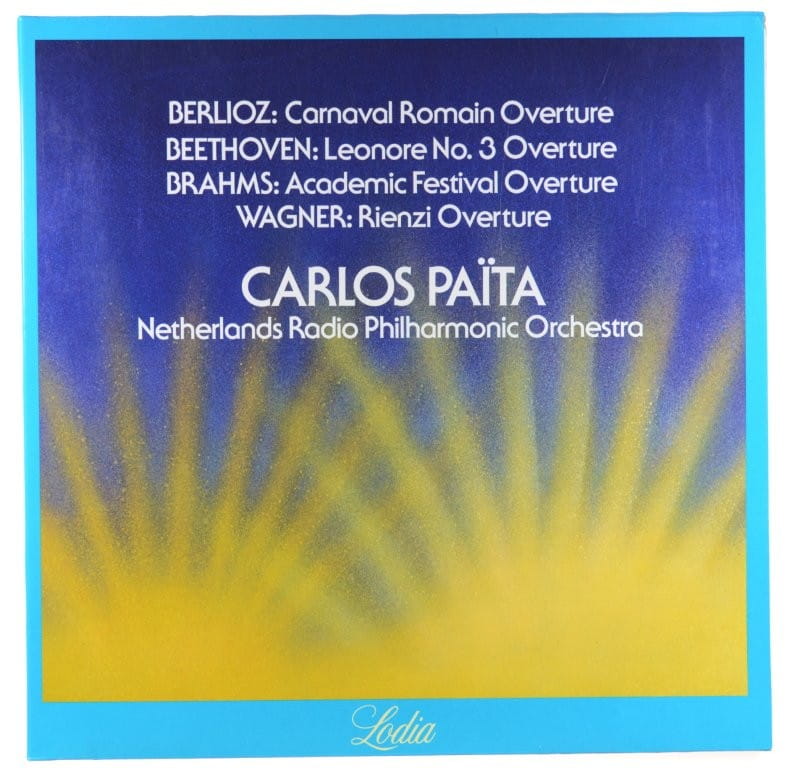 BERLIOZ: Carnaval Romain Overture
BEETHOVEN: Leonore No. 3 Overture
BRAHMS: Academic Festival Overture
WAGNER: Rienzi Overture
CARLOS PAÏTA
Netherlands Radio Philharmonic Orchestra
Lodia